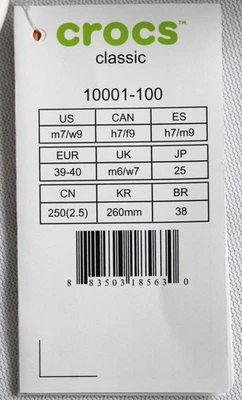 crocs™
classic
10001-100
US CAN ES
m7/w9 h7/f9 h7/m9
EUR UK JP
39-40 m6/w7 25
CN KR BR
250(2.5) 260mm 38
8 83503 18563 0